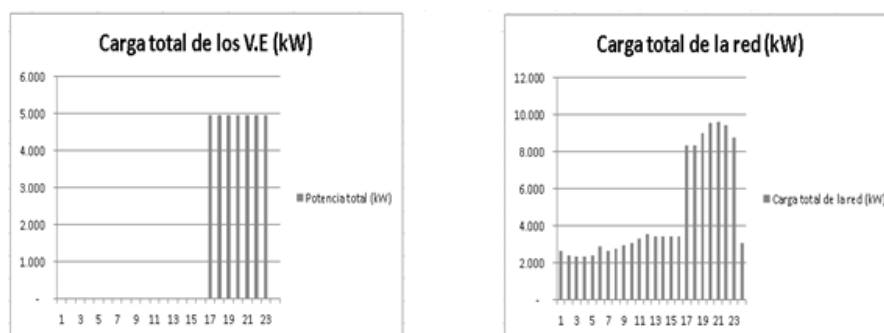 Carga total de los V.E (kW)
6.000
5.000
4.000
3.000
2.000
1.000
-
1 3 5 7 9 11 13 15 17 19 21 23
Potencia total (kW)
Carga total de la red (kW)
12.000
10.000
8.000
6.000
4.000
2.000
-
1 3 5 7 9 11 13 15 17 19 21 23
Carga total de la red (kW)